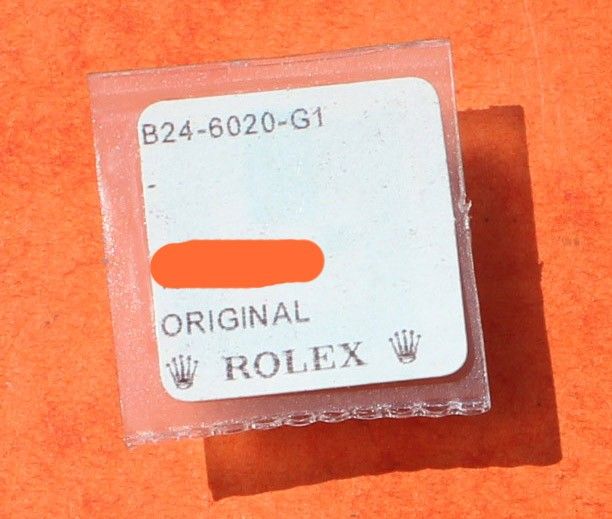 B24-6020-G1
-
ORIGINAL
ROLEX